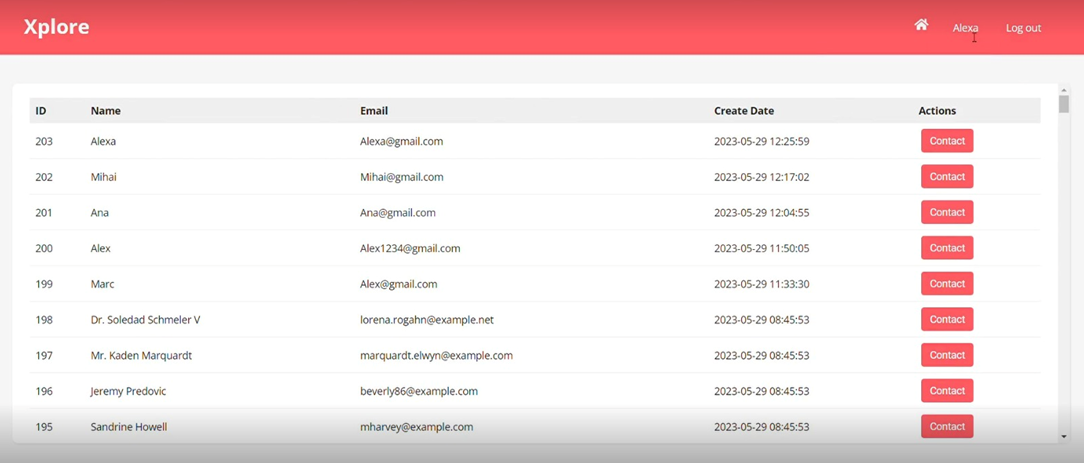 Xplore Alexa Log out
ID Name Email Create Date Actions
203 Alexa Alexa@gmail.com 2023-05-29 12:25:59 Contact
202 Mihai Mihai@gmail.com 2023-05-29 12:17:02 Contact
201 Ana Ana@gmail.com 2023-05-29 12:04:55 Contact
200 Alex Alex1234@gmail.com 2023-05-29 11:50:05 Contact
199 Marc Alex@gmail.com 2023-05-29 11:33:30 Contact
198 Dr. Soledad Schmeler V lorena.rogahn@example.net 2023-05-29 08:45:53 Contact
197 Mr. Kaden Marquardt marquardt.elwyn@example.com 2023-05-29 08:45:53 Contact
196 Jeremy Predovic beverly86@example.com 2023-05-29 08:45:53 Contact
195 Sandrine Howell mharvey@example.com 2023-05-29 08:45:53 Contact